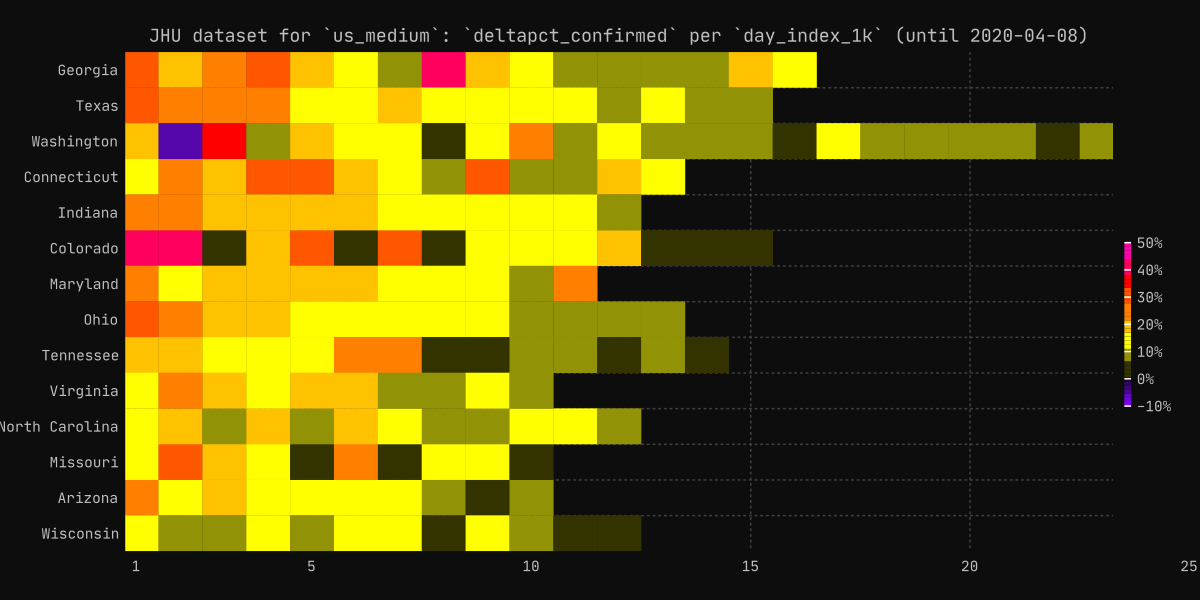 JHU dataset for `us_medium`: `deltapct_confirmed` per `day_index_1k` (until 2020-04-08)
Georgia
Texas
Washington
Connecticut
Indiana
Colorado
Maryland
Ohio
Tennessee
Virginia
North Carolina
Missouri
Arizona
Wisconsin
1 5 10 15 20 25
50%
40%
30%
20%
10%
0%
-10%